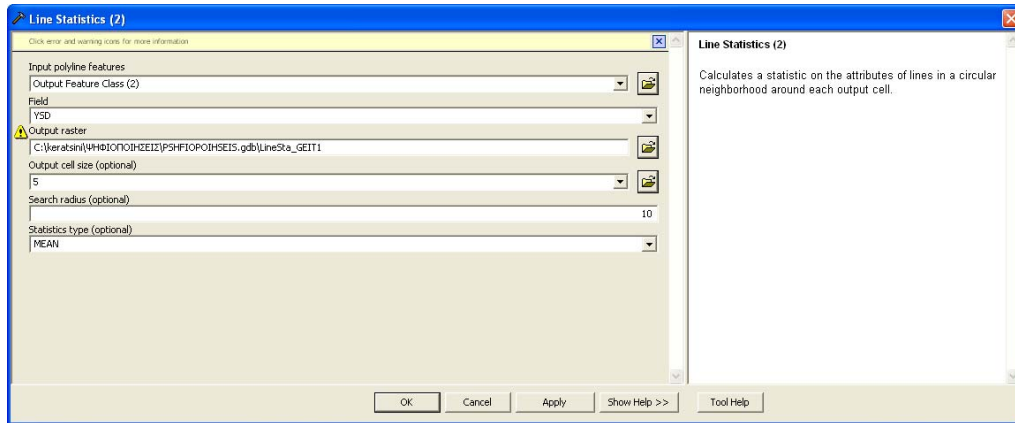 Line Statistics (2)
Click error and warning icons for more information
Input polyline features
Output Feature Class (2)
Field
YSD
Output raster
C:\keratsini\ΨΗΦΙΟΠΟΙΗΣΕΙΣ\PSHFIOPOIHSEIS.gdb\LineSta_GEIT1
Output cell size (optional)
5
Search radius (optional)
10
Statistics type (optional)
MEAN
OK
Cancel
Apply
Show Help >>
Line Statistics (2)
Calculates a statistic on the attributes of lines in a circular
neighborhood around each output cell.
Tool Help